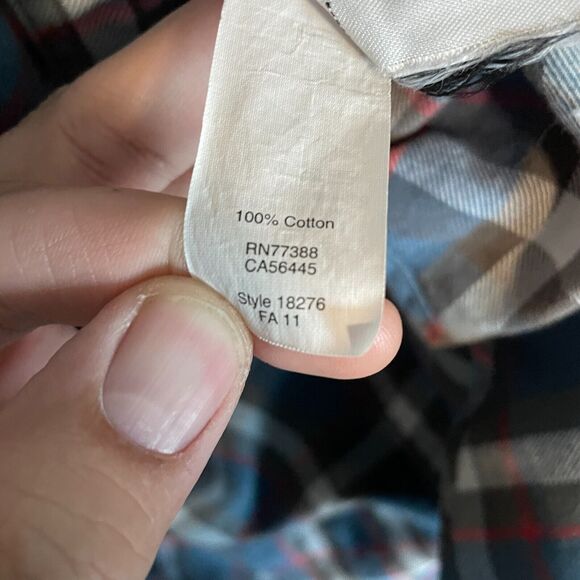 100% Cotton
RN77388
CA56445
Style 18276
FA 11